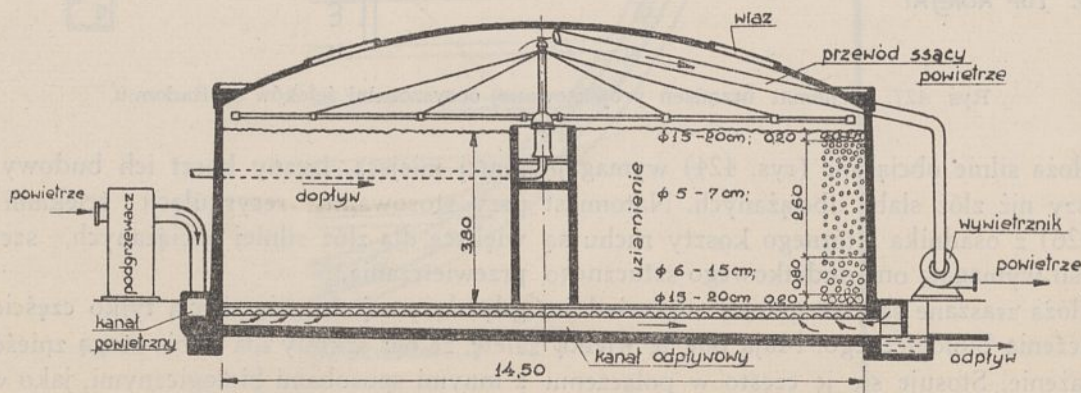 wiaz
przewód ssący
powietrze
φ 15-20cm; 0,20
powietrze
podgrzewacz
dopływ
3,80
uziarnienie
φ 5 - 7cm;
2,60
wywietrznik
powietrze
φ 6 - 15cm;
0,80
φ 15 - 20cm; 0,20
kanał
powietrzny
kanał odpływowy
odpływ
14,50